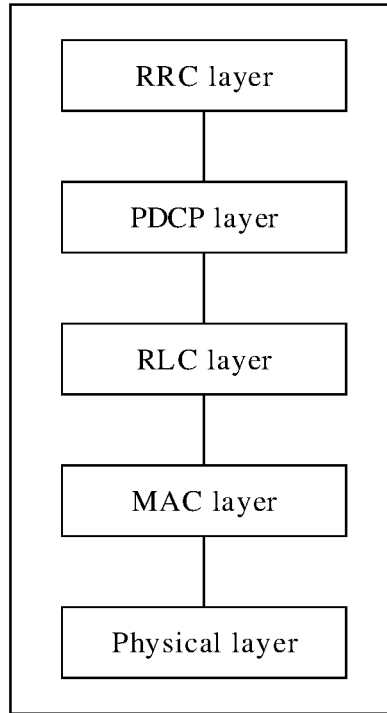 RRC layer
PDCP layer
RLC layer
MAC layer
Physical layer